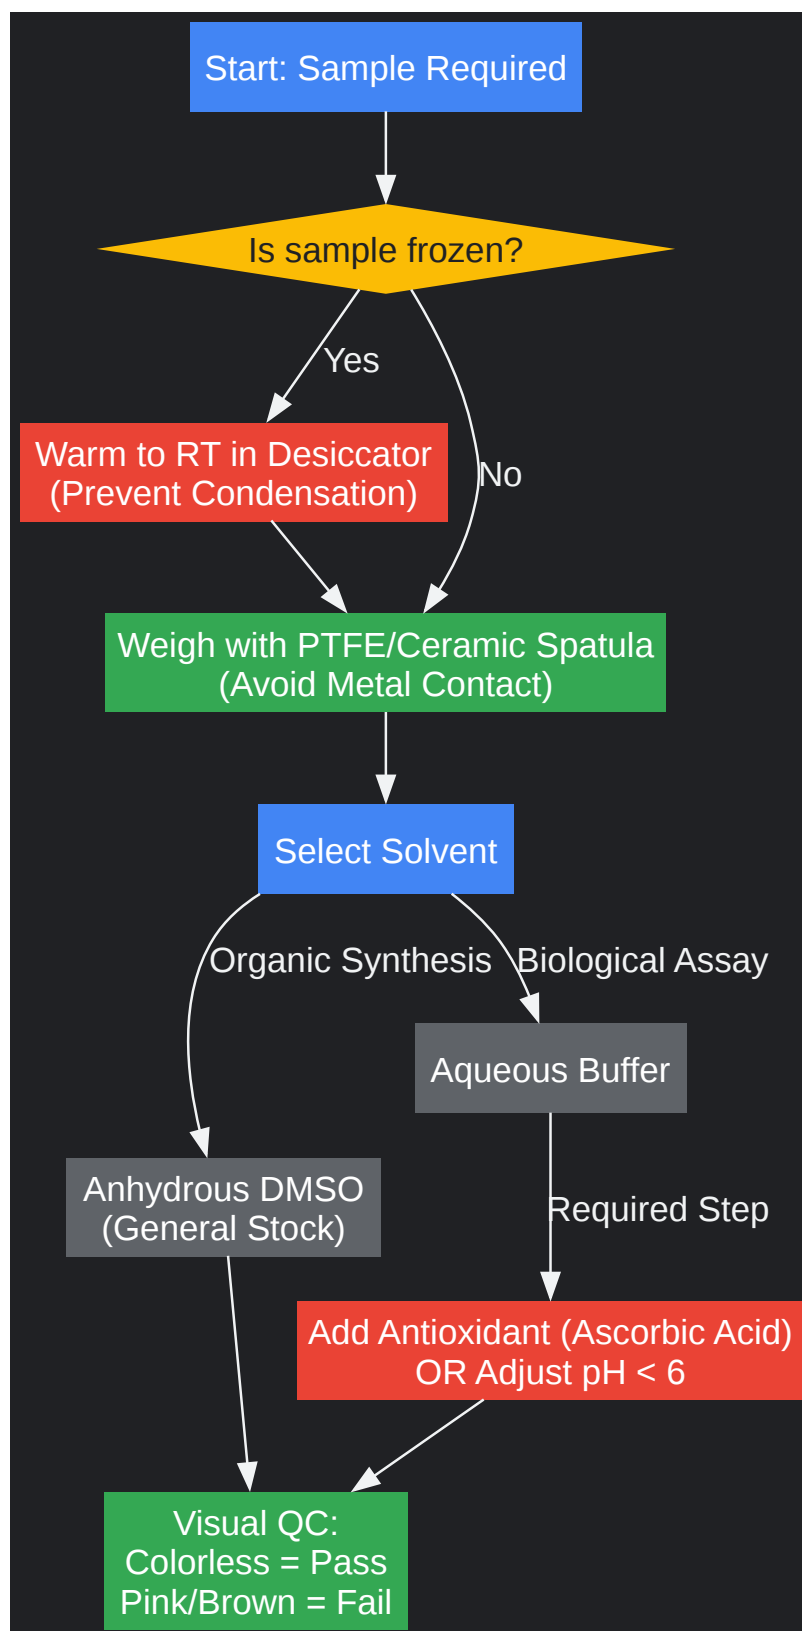 Start: Sample Required
Is sample frozen?
Yes
Warm to RT in Desiccator
(Prevent Condensation)
No
Weigh with PTFE/Ceramic Spatula
(Avoid Metal Contact)
Select Solvent
Organic Synthesis
Biological Assay
Aqueous Buffer
Anhydrous DMSO
(General Stock)
Required Step
Add Antioxidant (Ascorbic Acid)
OR Adjust pH < 6
Visual QC:
Colorless = Pass
Pink/Brown = Fail